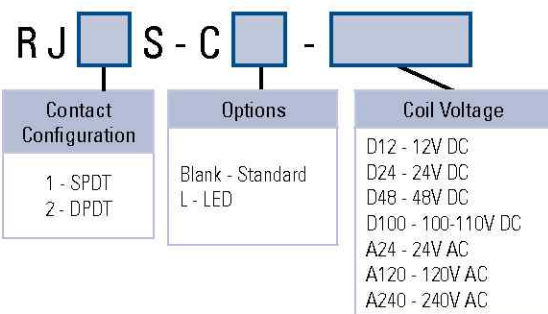 RJ S - C -
Contact
Configuration
1 - SPDT
2 - DPDT
Options
Blank - Standard
L - LED
Coil Voltage
D12 - 12V DC
D24 - 24V DC
D48 - 48V DC
D100 - 100-110V DC
A24 - 24V AC
A120 - 120V AC
A240 - 240V AC